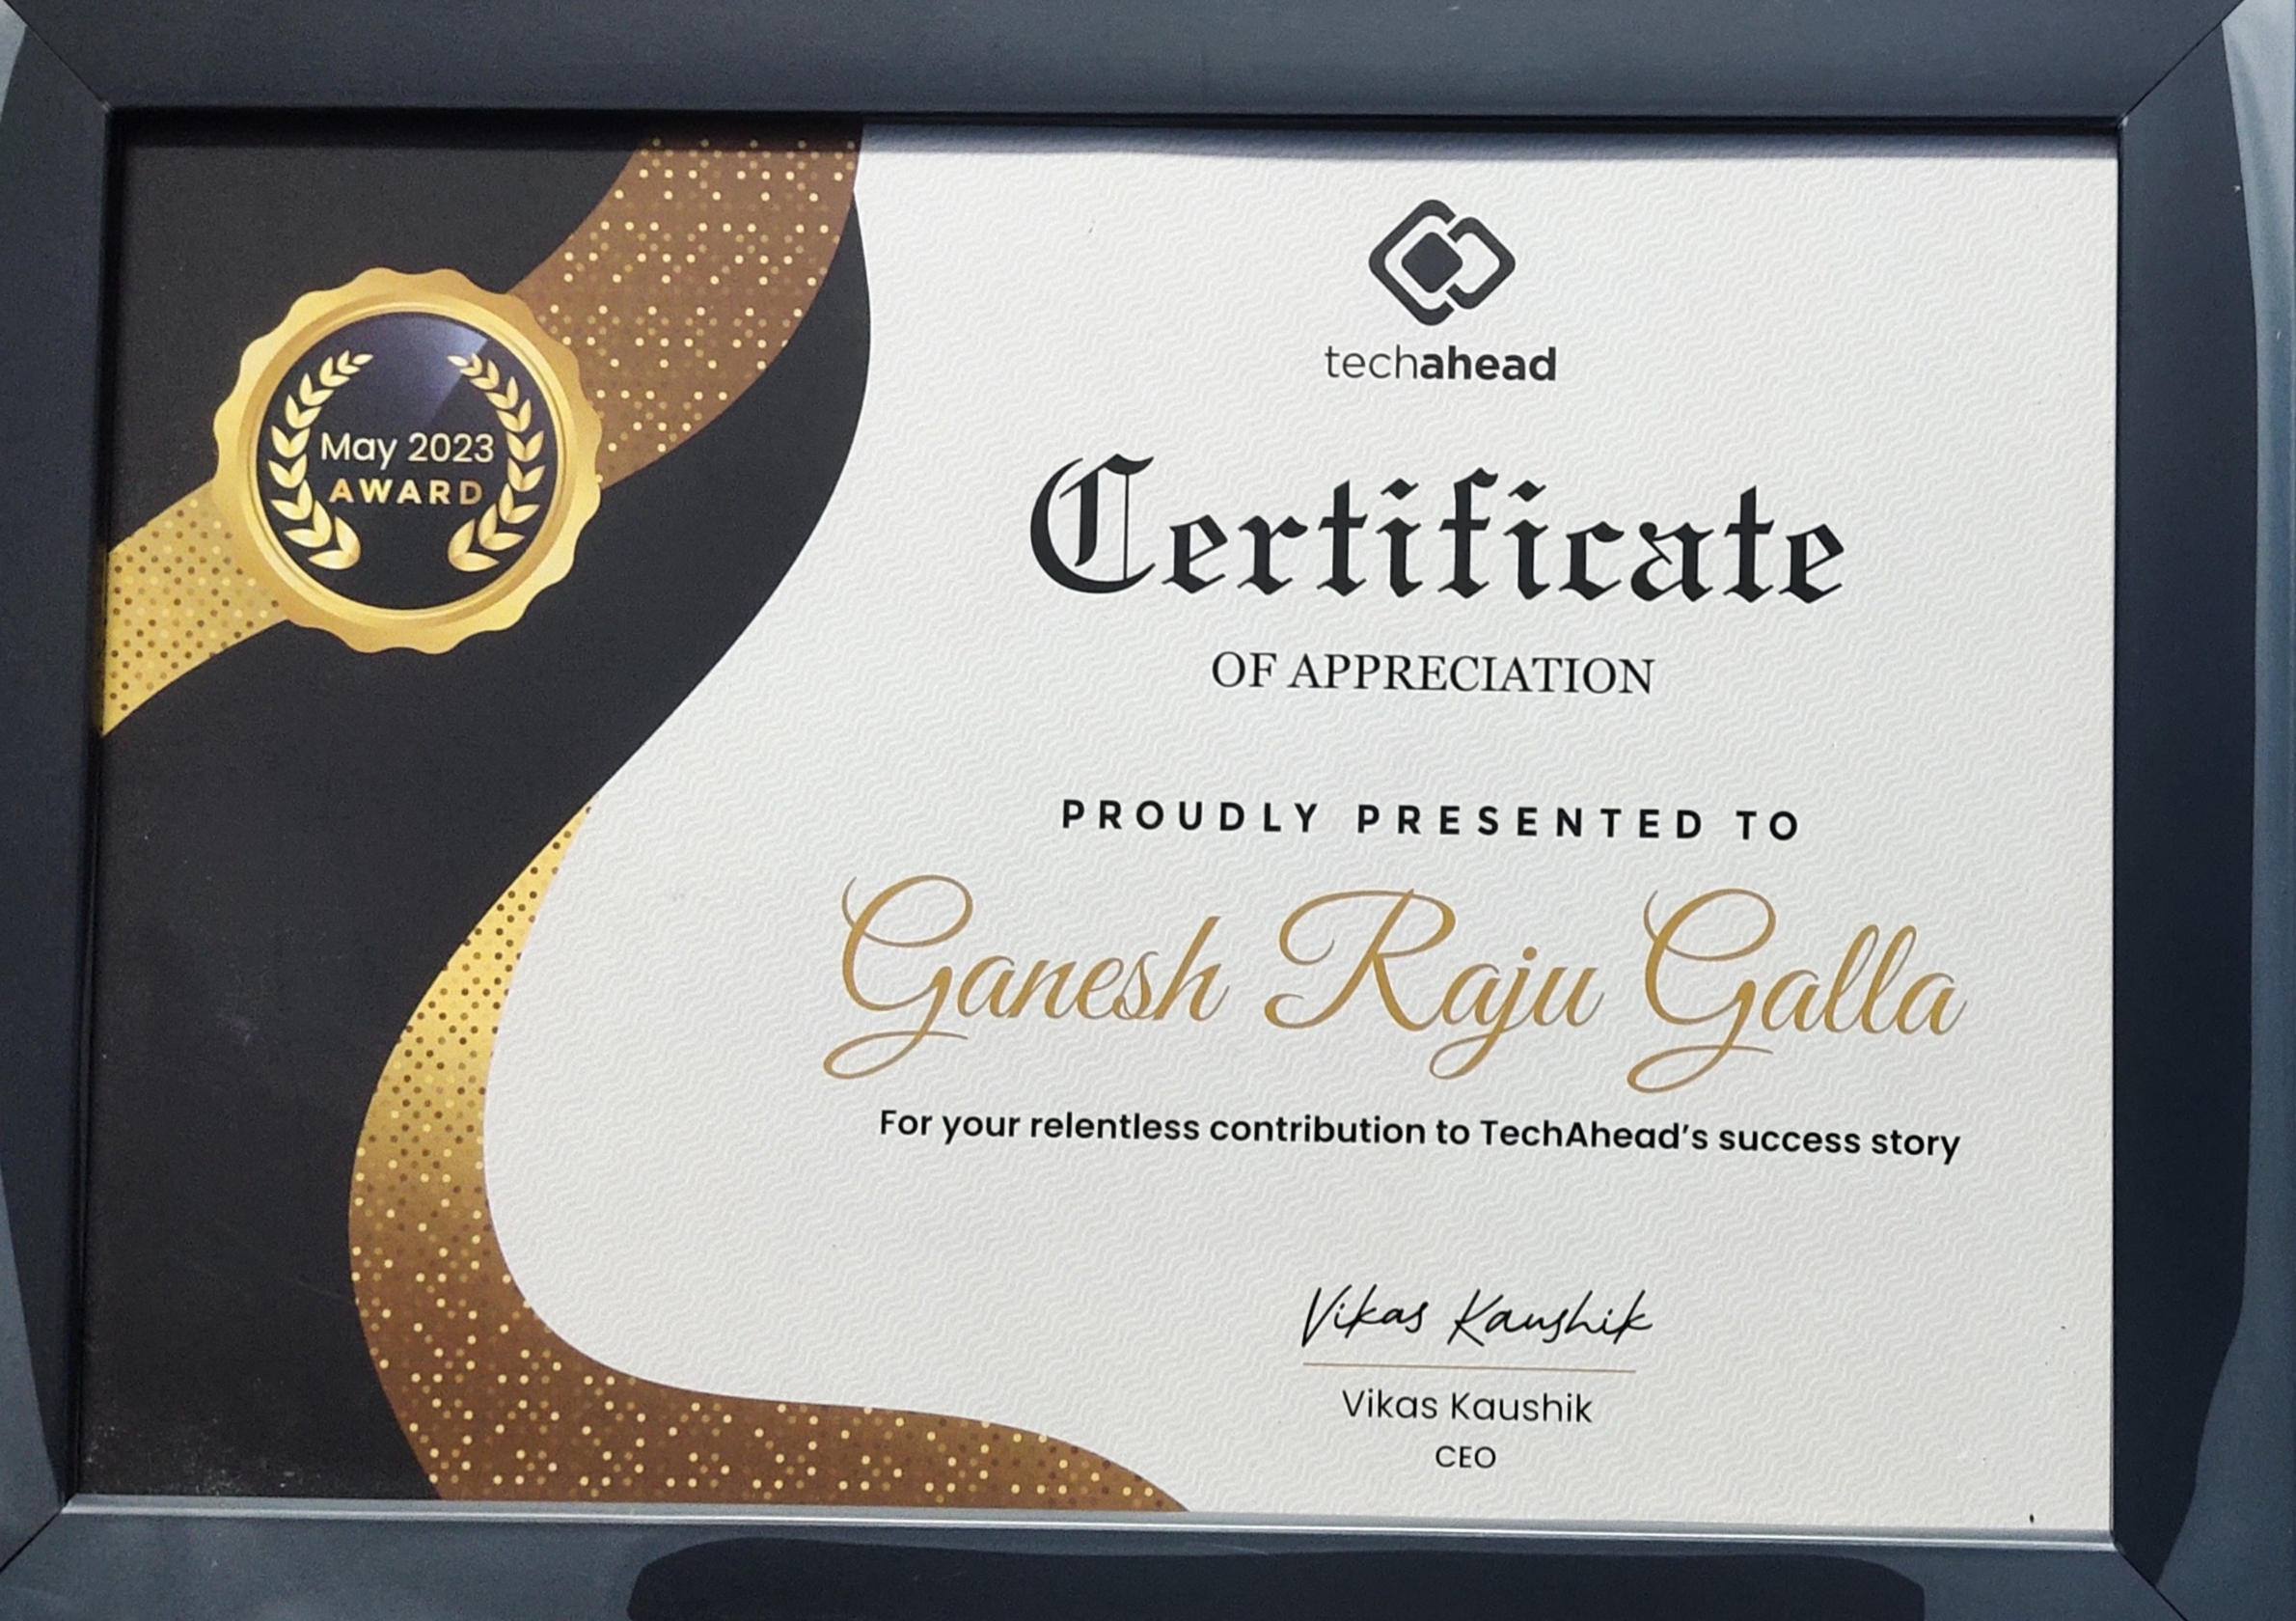 May 2023
AWARD
techahead
Certificate
OF APPRECIATION
PROUDLY PRESENTED TO
Ganesh Raju Galla
For your relentless contribution to TechAhead's success story
Vikas Kaushik
Vikas Kaushik
CEO